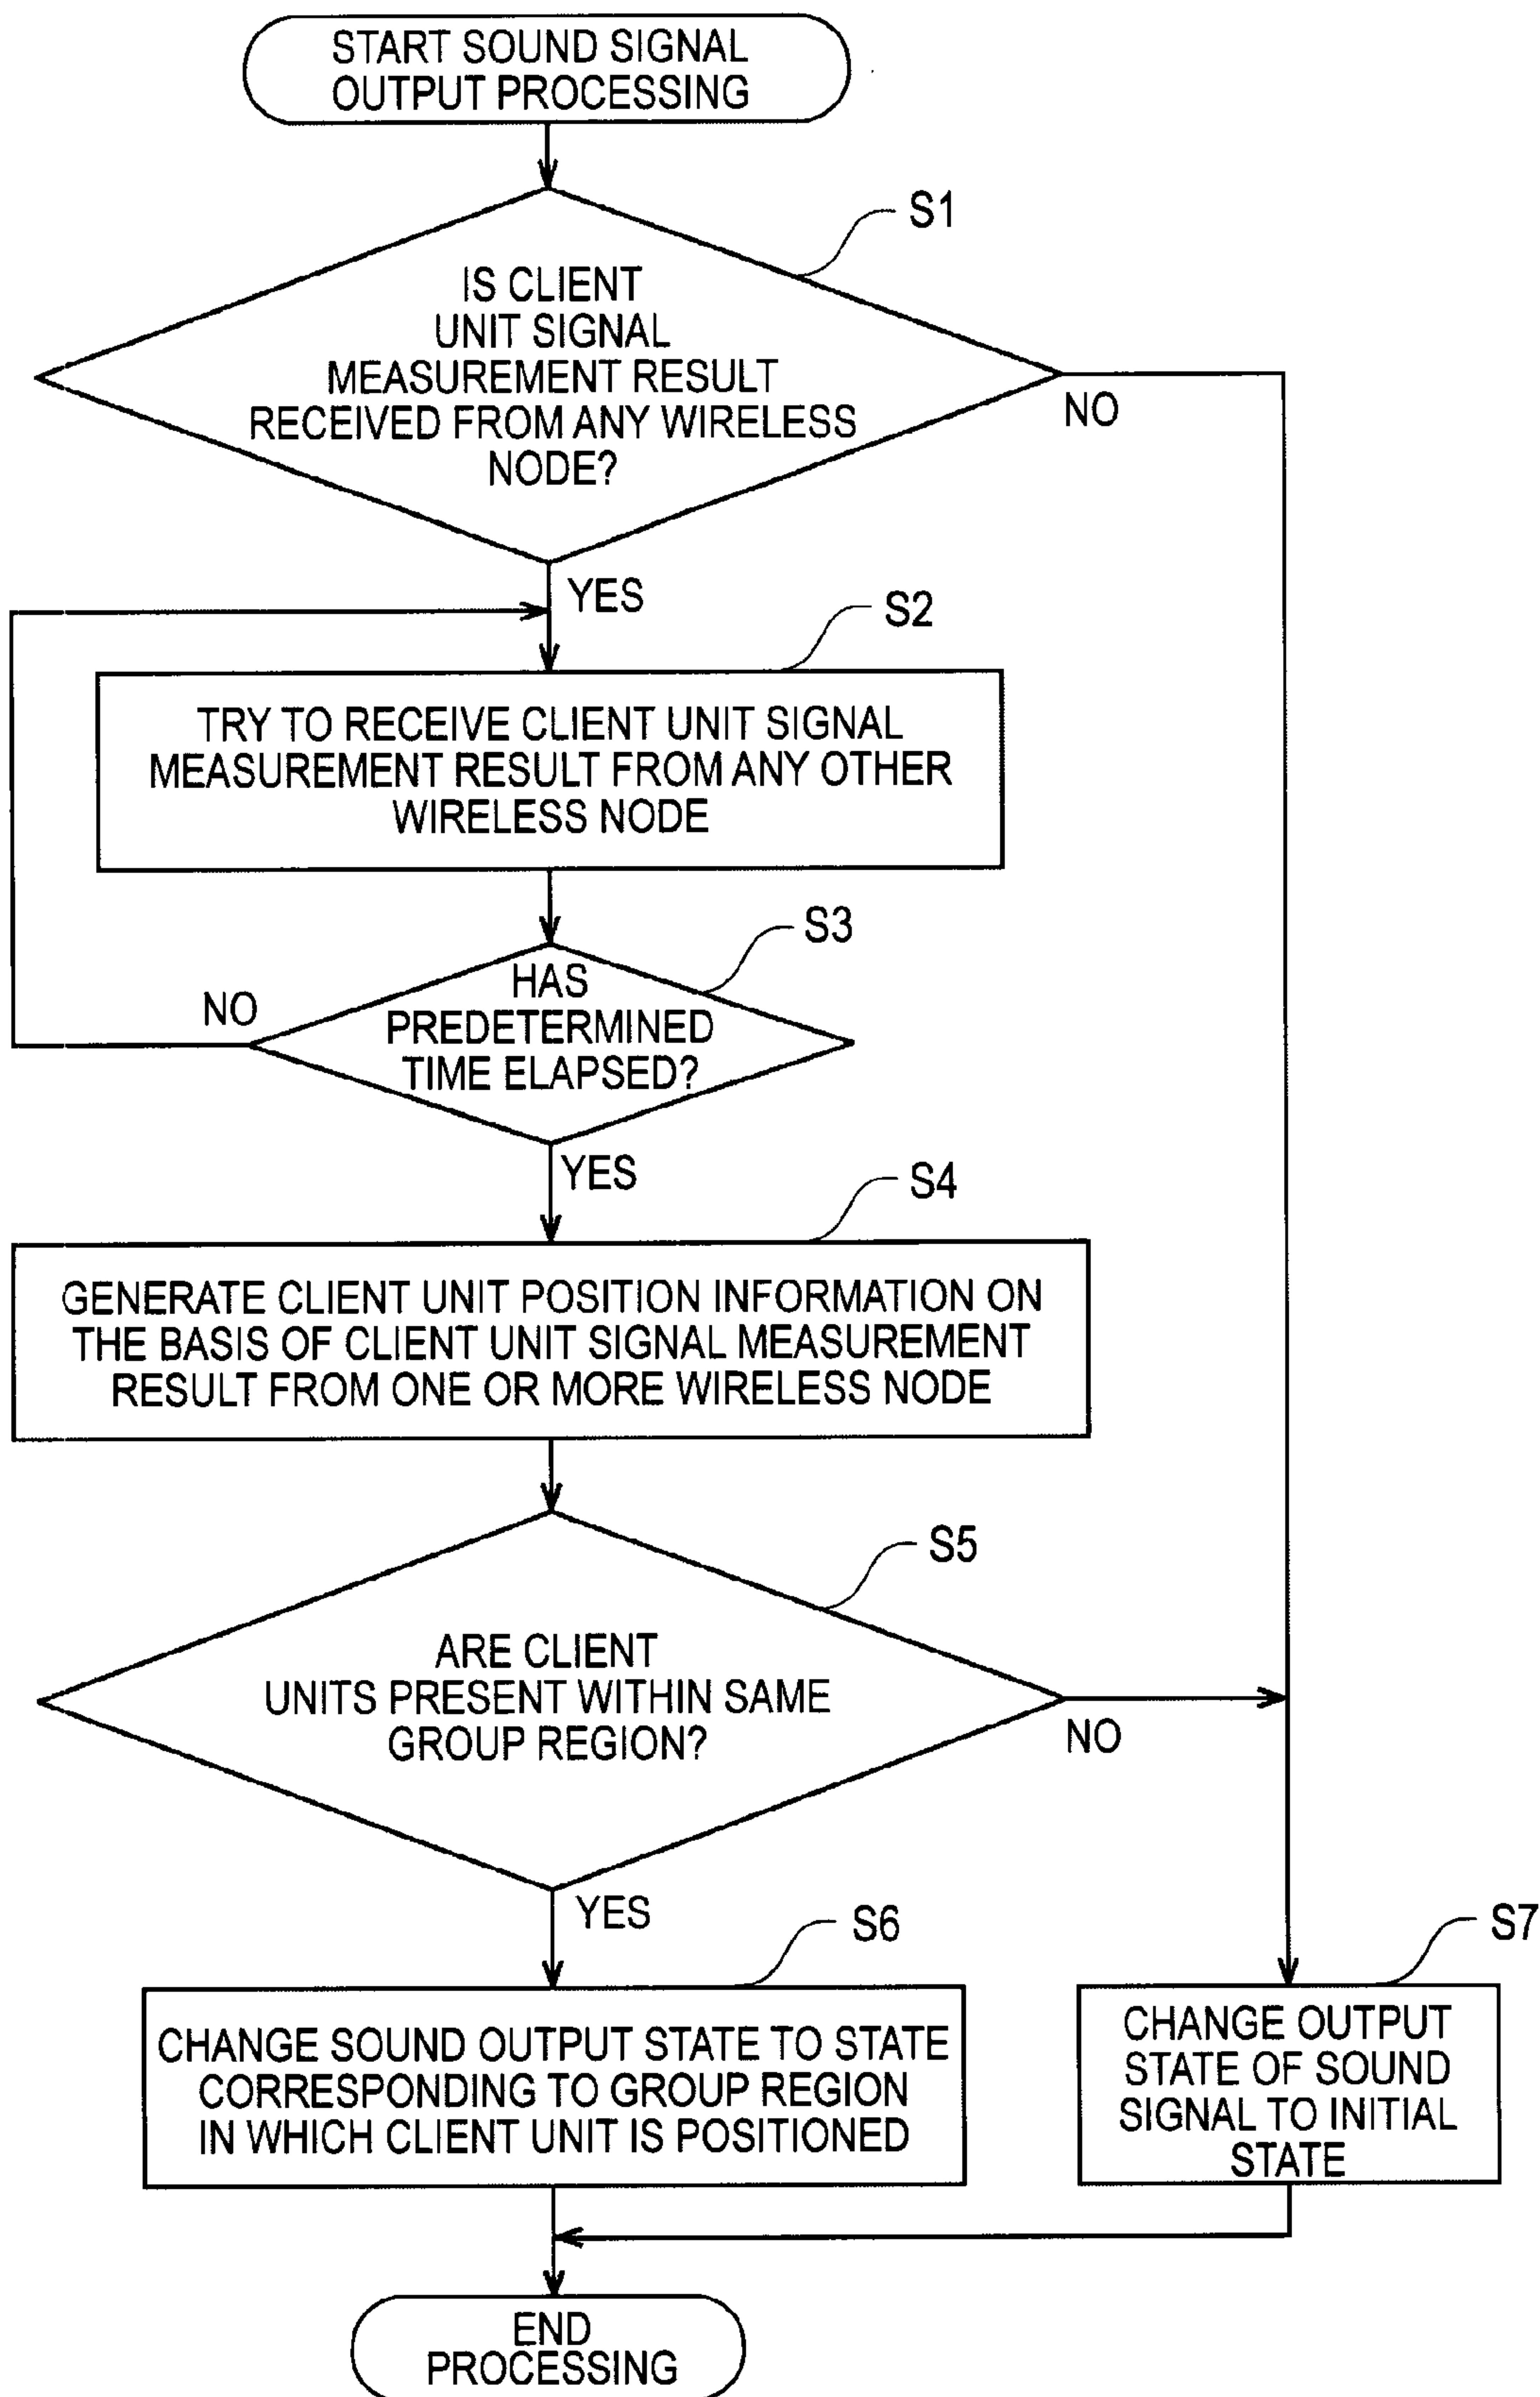 START SOUND SIGNAL
OUTPUT PROCESSING
S1
IS CLIENT
UNIT SIGNAL
MEASUREMENT RESULT
RECEIVED FROM ANY WIRELESS
NODE?
NO
YES
S2
TRY TO RECEIVE CLIENT UNIT SIGNAL
MEASUREMENT RESULT FROM ANY OTHER
WIRELESS NODE
S3
HAS
PREDETERMINED
TIME ELAPSED?
NO
YES
S4
GENERATE CLIENT UNIT POSITION INFORMATION ON
THE BASIS OF CLIENT UNIT SIGNAL MEASUREMENT
RESULT FROM ONE OR MORE WIRELESS NODE
S5
ARE CLIENT
UNITS PRESENT WITHIN SAME
GROUP REGION?
NO
YES
S6
CHANGE SOUND OUTPUT STATE TO STATE
CORRESPONDING TO GROUP REGION
IN WHICH CLIENT UNIT IS POSITIONED
S7
CHANGE OUTPUT
STATE OF SOUND
SIGNAL TO INITIAL
STATE
END
PROCESSING